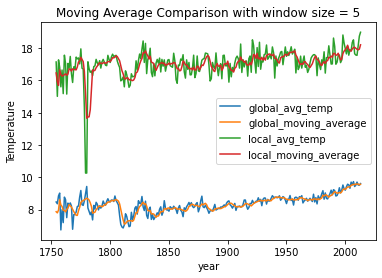 Moving Average Comparison with window size = 5
Temperature
18
16
14
12
10
8
global_avg_temp
global_moving_average
local_avg_temp
local_moving_average
1750
1800
1850
1900
1950
2000
year